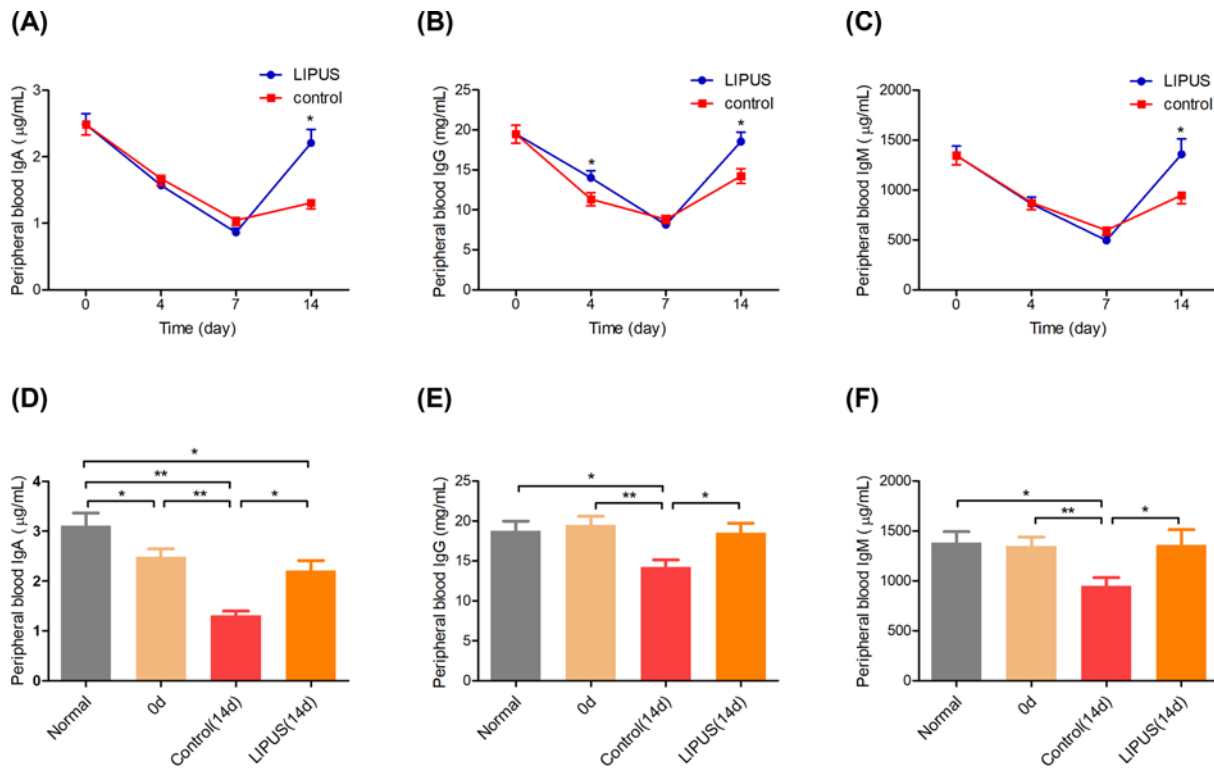 (A)
LIPUS
control
Peripheral blood IgA ( μg/mL)
3
2
1
0
*
0 4 7 14
Time (day)
(B)
LIPUS
control
Peripheral blood IgG (mg/mL)
25
20
15
10
5
0
*
*
0 4 7 14
Time (day)
(C)
LIPUS
control
Peripheral blood IgM ( μg/mL)
2000
1500
1000
500
0
*
0 4 7 14
Time (day)
(D)
Peripheral blood IgA ( μg/mL)
4
3
2
1
0
*
**
* ** *
Normal 0d Control(14d) LIPUS(14d)
(E)
Peripheral blood IgG (mg/mL)
25
20
15
10
5
0
*
** *
Normal 0d Control(14d) LIPUS(14d)
(F)
Peripheral blood IgM ( μg/mL)
2000
1500
1000
500
0
*
** *
Normal 0d Control(14d) LIPUS(14d)